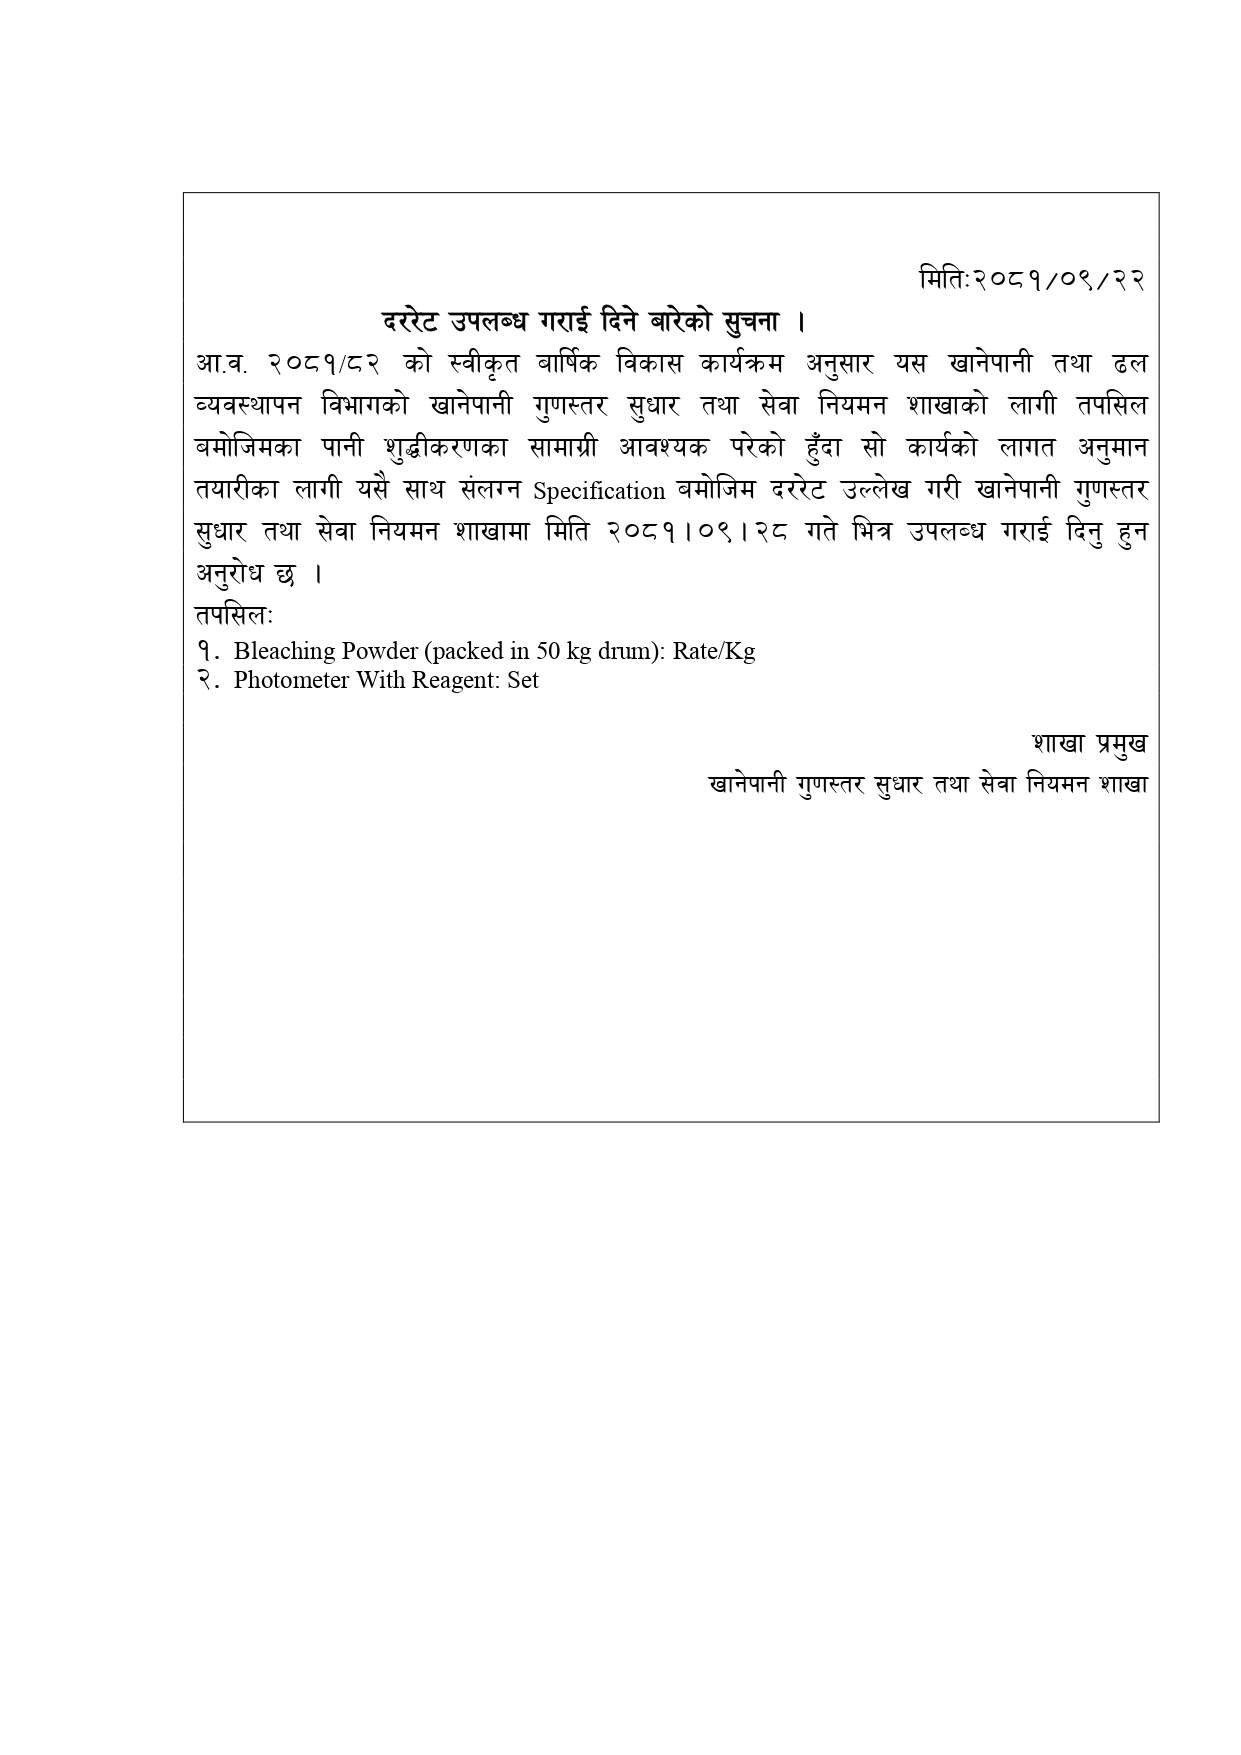 मितिः२०८१/०९/२२
दररेट उपलब्ध गराई दिने बारेको सुचना ।
आ.व. २०८१/८२ को स्वीकृत बार्षिक विकास कार्यक्रम अनुसार यस खानेपानी तथा ढल
व्यवस्थापन विभागको खानेपानी गुणस्तर सुधार तथा सेवा नियमन शाखाको लागी तपसिल
बमोजिमका पानी शुद्धीकरणका सामाग्री आवश्यक परेको हुँदा सो कार्यको लागत अनुमान
तयारीका लागी यसै साथ संलग्न Specification बमोजिम दररेट उल्लेख गरी खानेपानी गुणस्तर
सुधार तथा सेवा नियमन शाखामा मिति २०८१।०९।२८ गते भित्र उपलब्ध गराई दिनु हुन
अनुरोध छ ।
तपसिलः
१. Bleaching Powder (packed in 50 kg drum): Rate/Kg
२. Photometer With Reagent: Set
शाखा प्रमुख
खानेपानी गुणस्तर सुधार तथा सेवा नियमन शाखा